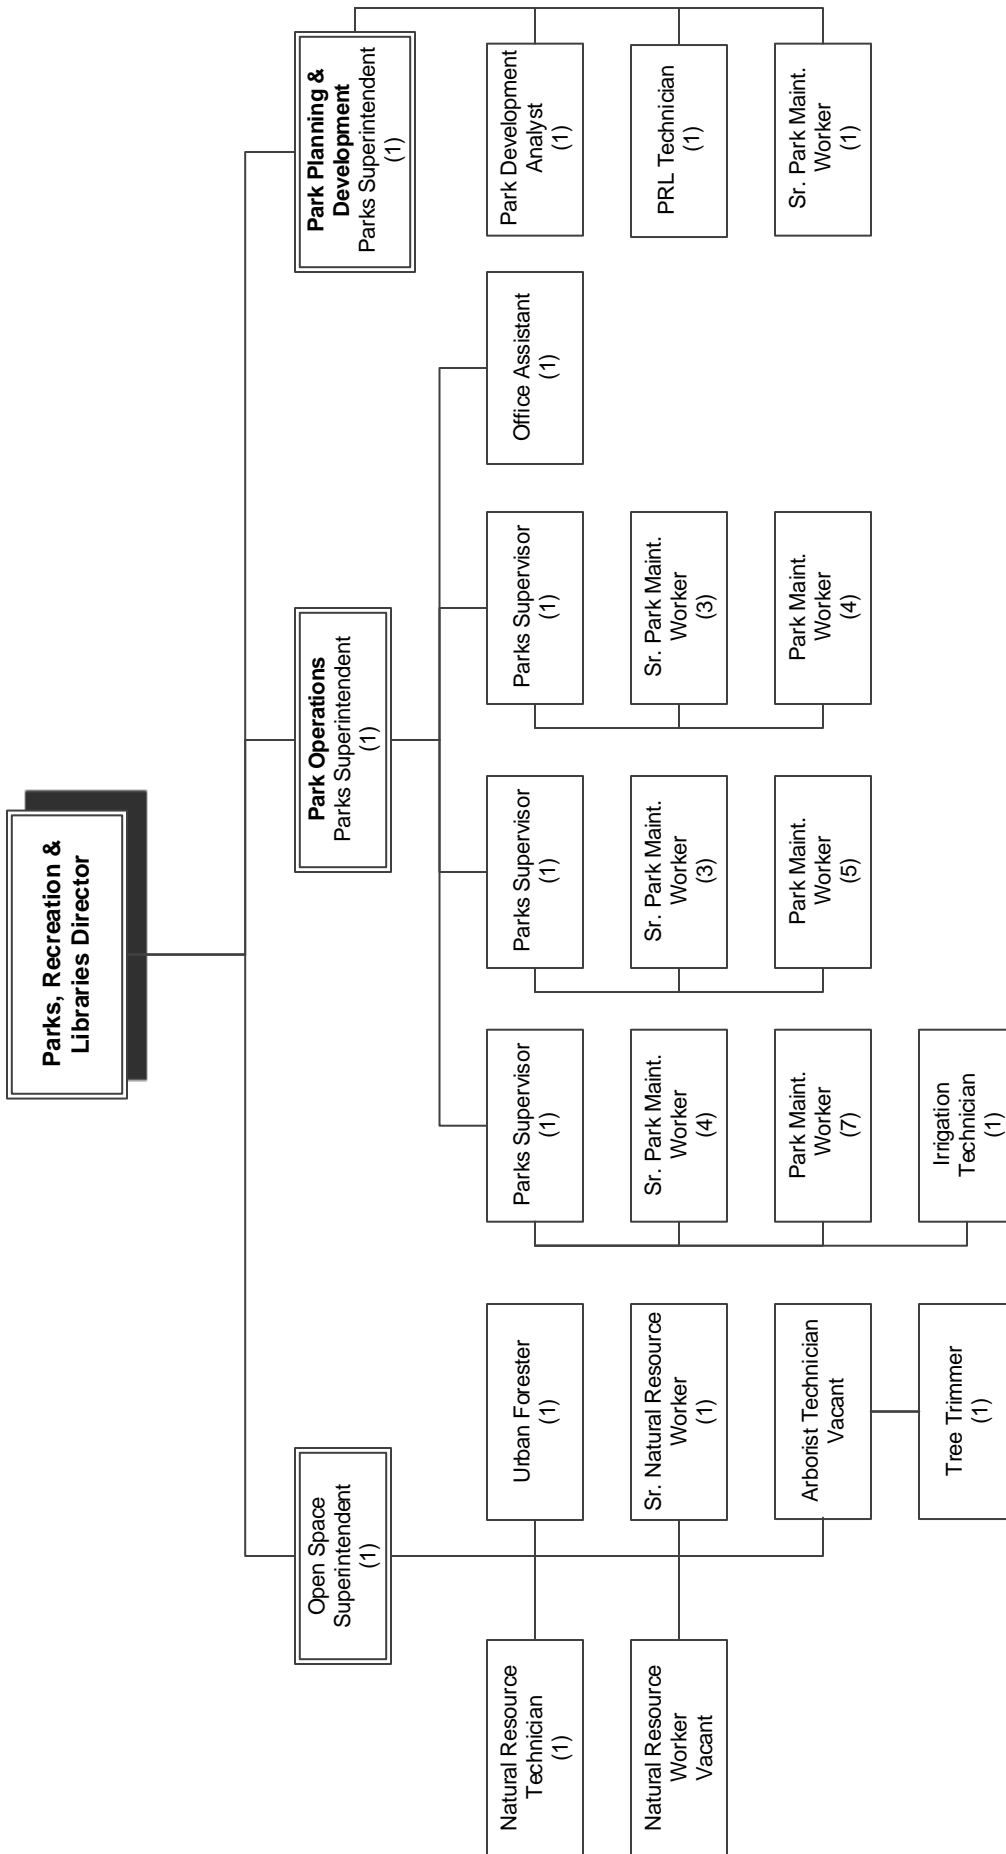 Parks, Recreation &
Libraries Director
Open Space
Superintendent
(1)
Park Operations
Parks Superintendent
(1)
Park Planning &
Development
Parks Superintendent
(1)
Natural Resource
Technician
(1)
Urban Forester
(1)
Parks Supervisor
(1)
Parks Supervisor
(1)
Parks Supervisor
(1)
Office Assistant
(1)
Park Development
Analyst
(1)
Natural Resource
Worker
Vacant
Sr. Natural Resource
Worker
(1)
Sr. Park Maint.
Worker
(4)
Sr. Park Maint.
Worker
(3)
Sr. Park Maint.
Worker
(3)
PRL Technician
(1)
Arborist Technician
Vacant
Park Maint.
Worker
(7)
Park Maint.
Worker
(5)
Park Maint.
Worker
(4)
Sr. Park Maint.
Worker
(1)
Tree Trimmer
(1)
Irrigation
Technician
(1)